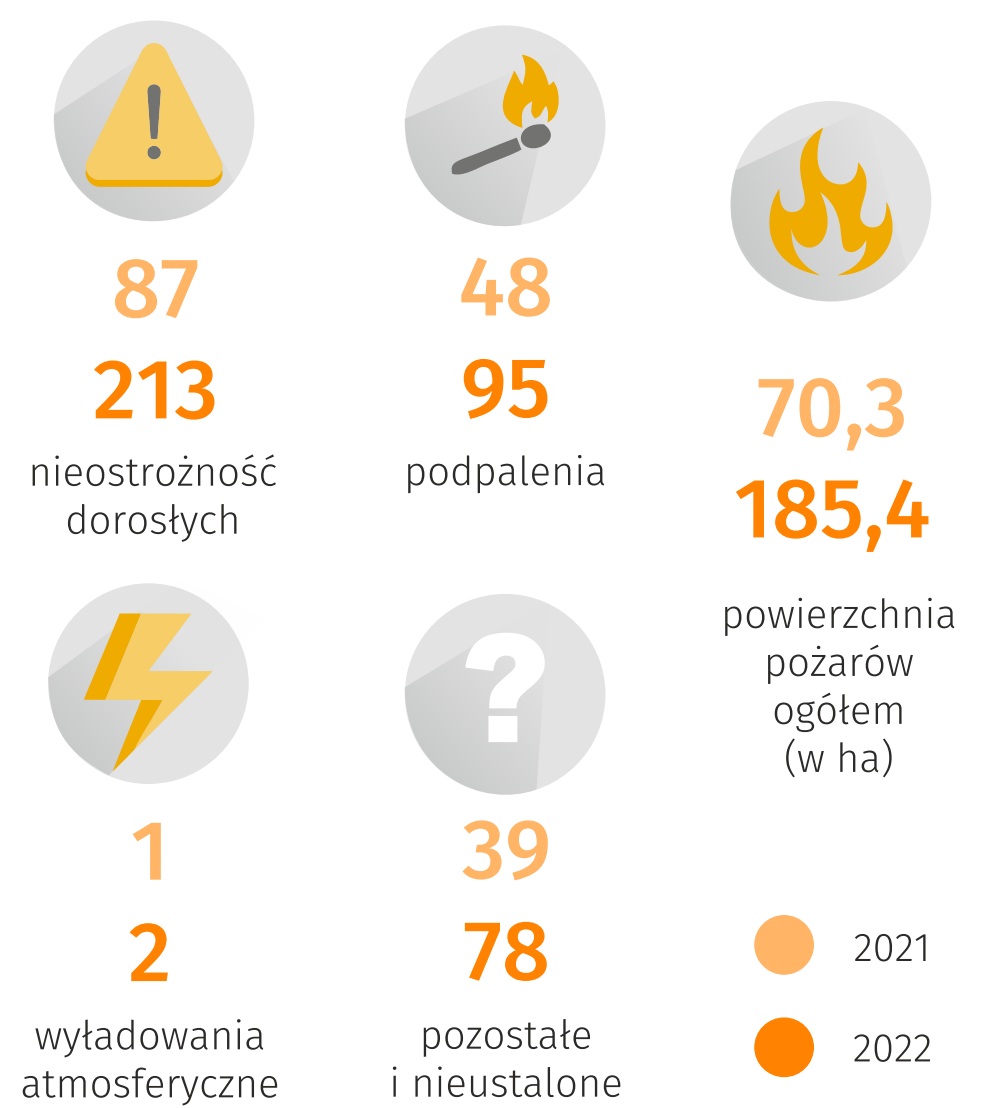 87
213
nieostrożność
dorosłych
48
95
podpalenia
70,3
185,4
powierzchnia
pożarów
ogółem
(w ha)
1
2
wyładowania
atmosferyczne
39
78
pozostałe
i nieustalone
2021
2022